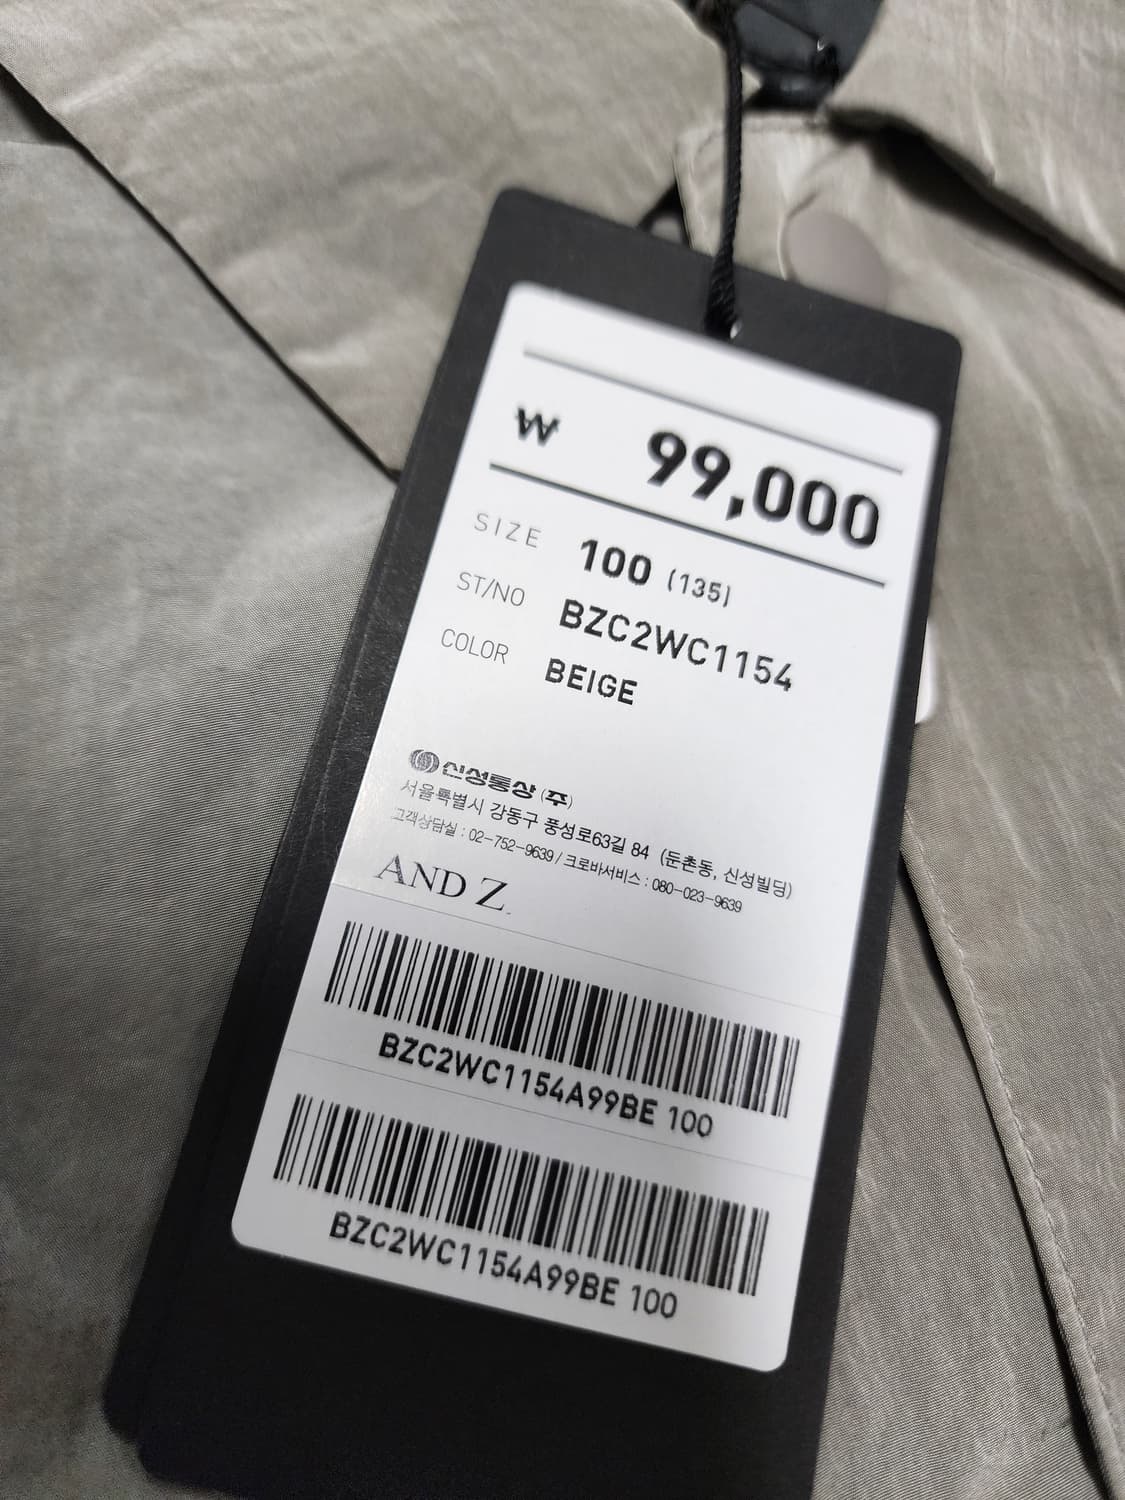 ₩ 99,000
SIZE 100 (135)
ST/NO BZC2WC1154
COLOR BEIGE
신성통상(주)
서울특별시 강동구 풍성로63길 84 (둔촌동, 신성빌딩)
고객상담실 : 02-752-9639 / 크로바서비스 : 080-023-9639
AND Z
BZC2WC1154A99BE 100
BZC2WC1154A99BE 100